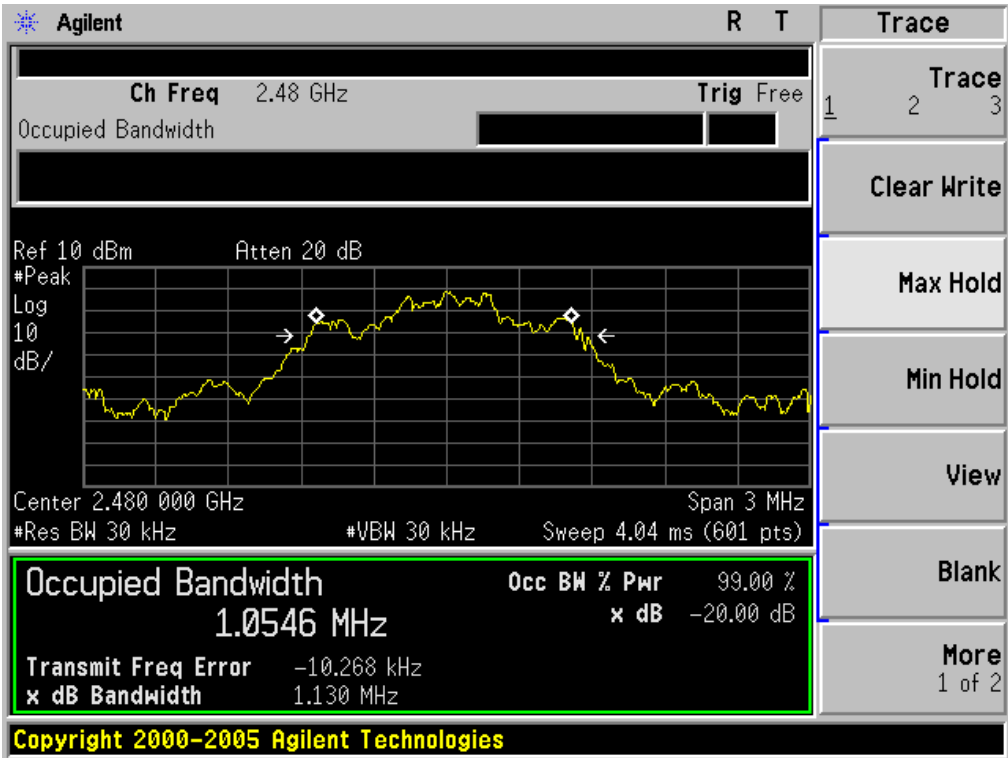 Agilent
R T
Trace
Ch Freq 2.48 GHz
Trig Free
Occupied Bandwidth
Ref 10 dBm
Atten 20 dB
#Peak
Log
10
dB/
Center 2.480 000 GHz
Span 3 MHz
#Res BW 30 kHz
#VBW 30 kHz
Sweep 4.04 ms (601 pts)
Occupied Bandwidth
1.0546 MHz
Occ BW % Pwr 99.00 %
x dB -20.00 dB
Transmit Freq Error -10.268 kHz
x dB Bandwidth 1.130 MHz
Trace
1 2 3
Clear Write
Max Hold
Min Hold
View
Blank
More
1 of 2
Copyright 2000-2005 Agilent Technologies